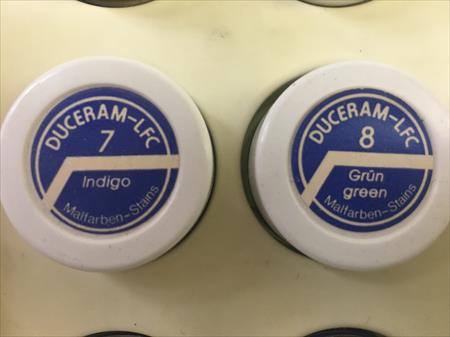 DUCERAM-LFC
7
Indigo
Malfarben-Stains
DUCERAM-LFC
8
Grün
green
Malfarben-Stains